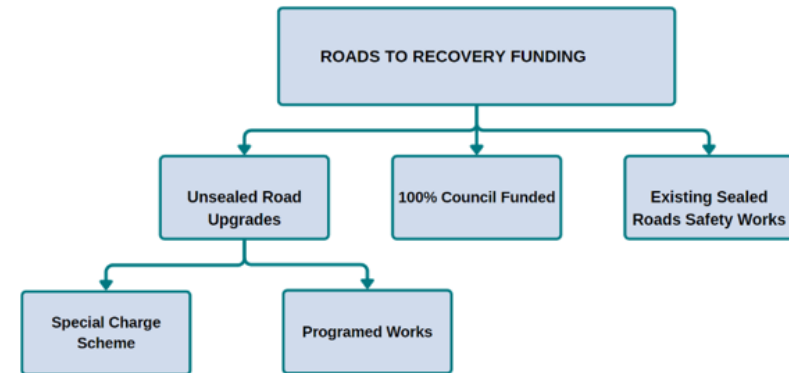 ROADS TO RECOVERY FUNDING
Unsealed Road
Upgrades
100% Council Funded
Existing Sealed
Roads Safety Works
Special Charge
Scheme
Programed Works